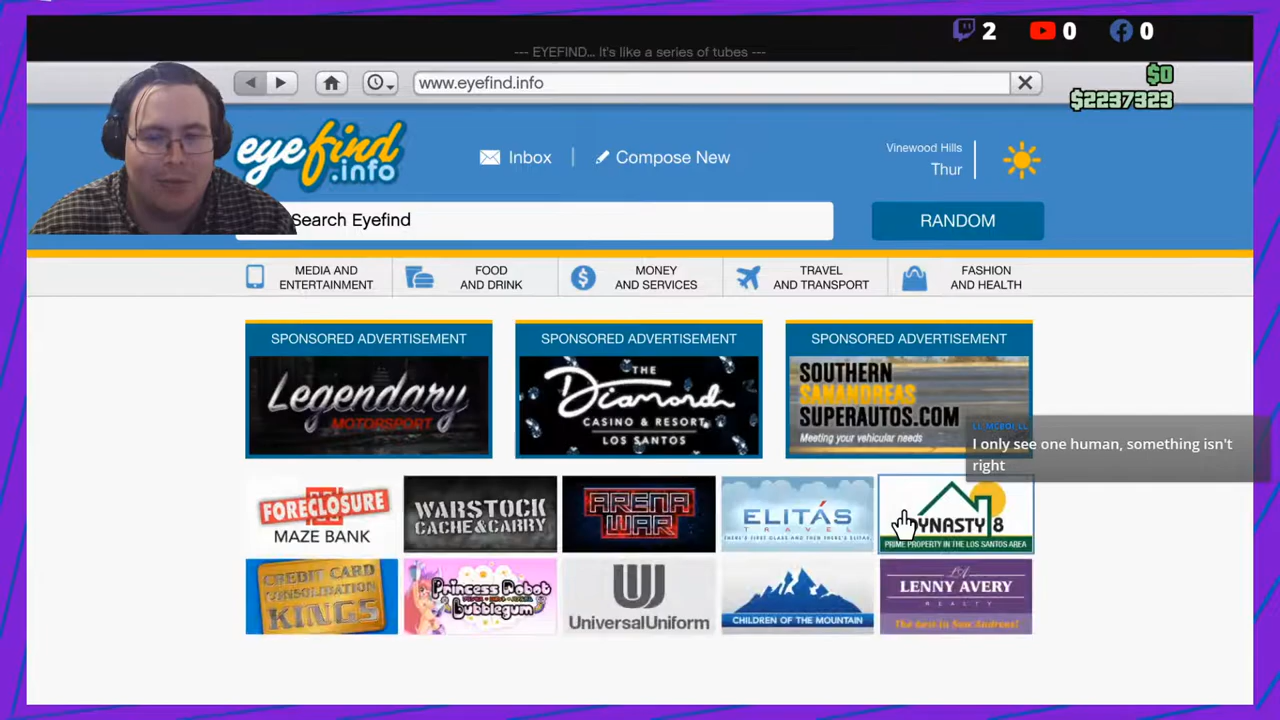 2 0 0
--- EYEFIND... It's like a series of tubes ---
www.eyefind.info
$0
$2237323
eyefind
.info
Inbox
Compose New
Vinewood Hills
Thur
Search Eyefind
RANDOM
MEDIA AND
ENTERTAINMENT
FOOD
AND DRINK
MONEY
AND SERVICES
TRAVEL
AND TRANSPORT
FASHION
AND HEALTH
SPONSORED ADVERTISEMENT
Legendary
MOTORSPORT
SPONSORED ADVERTISEMENT
THE
Diamond
CASINO & RESORT
LOS SANTOS
SPONSORED ADVERTISEMENT
SOUTHERN
SANANDREAS
SUPERAUTOS.COM
Meeting your vehicular needs
I only see one human, something isn't
right
FORECLOSURE
MAZE BANK
WARSTOCK
CACHE&CARRY
ARENA
WAR
ELITÁS
TRAVEL
THERE'S FIRST CLASS AND THEN THERE'S ELITÁS
DYNASTY 8
PRIME PROPERTY IN THE LOS SANTOS AREA
CREDIT CARD
CONSOLIDATION
KINGS
Princess Robot
Bubblegum
UJ
UniversalUniform
CHILDREN OF THE MOUNTAIN
LA
LENNY AVERY
REALTY
The best in San Andreas!